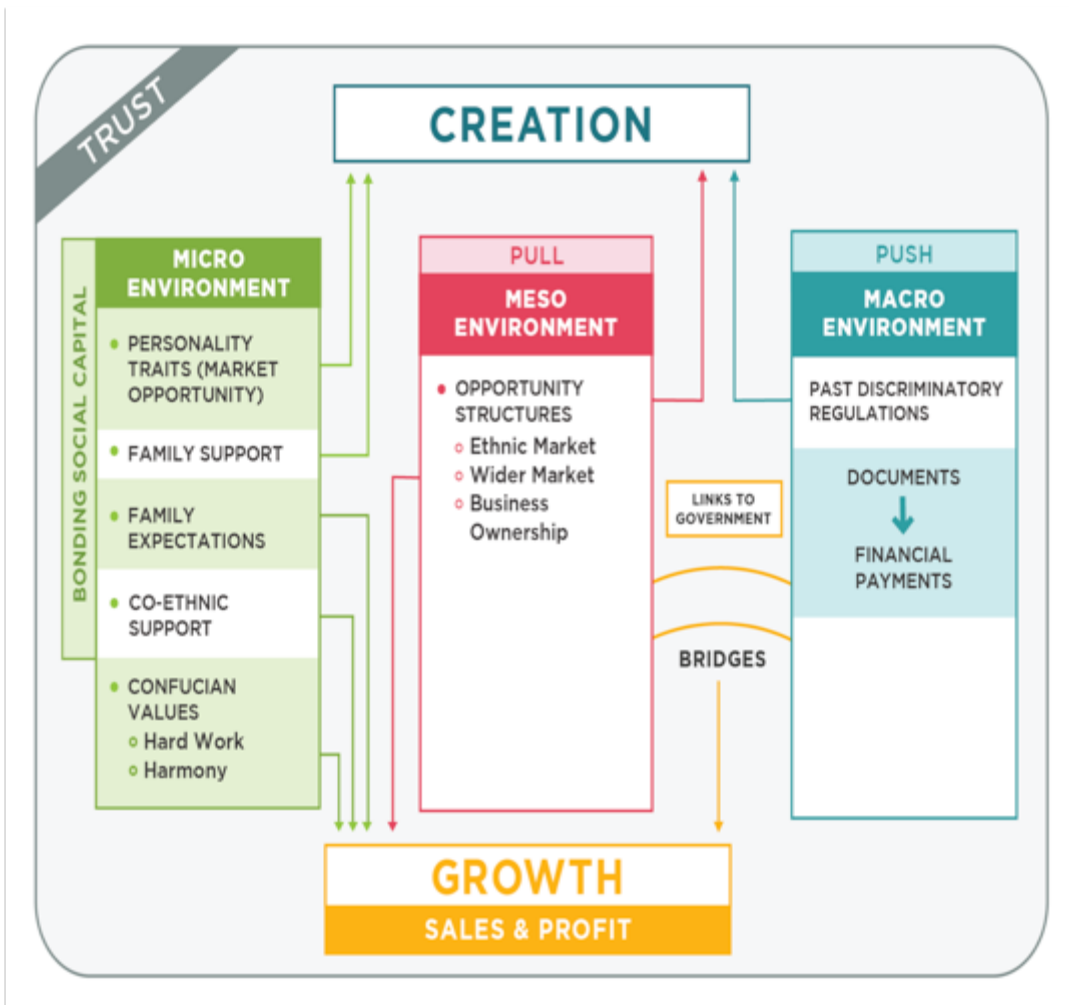 TRUST
CREATION
BONDING SOCIAL CAPITAL
MICRO
ENVIRONMENT
• PERSONALITY
TRAITS (MARKET
OPPORTUNITY)
• FAMILY SUPPORT
• FAMILY
EXPECTATIONS
• CO-ETHNIC
SUPPORT
• CONFUCIAN
VALUES
○ Hard Work
○ Harmony
PULL
MESO
ENVIRONMENT
• OPPORTUNITY
STRUCTURES
○ Ethnic Market
○ Wider Market
○ Business
Ownership
LINKS TO
GOVERNMENT
BRIDGES
PUSH
MACRO
ENVIRONMENT
PAST DISCRIMINATORY
REGULATIONS
DOCUMENTS
FINANCIAL
PAYMENTS
GROWTH
SALES & PROFIT